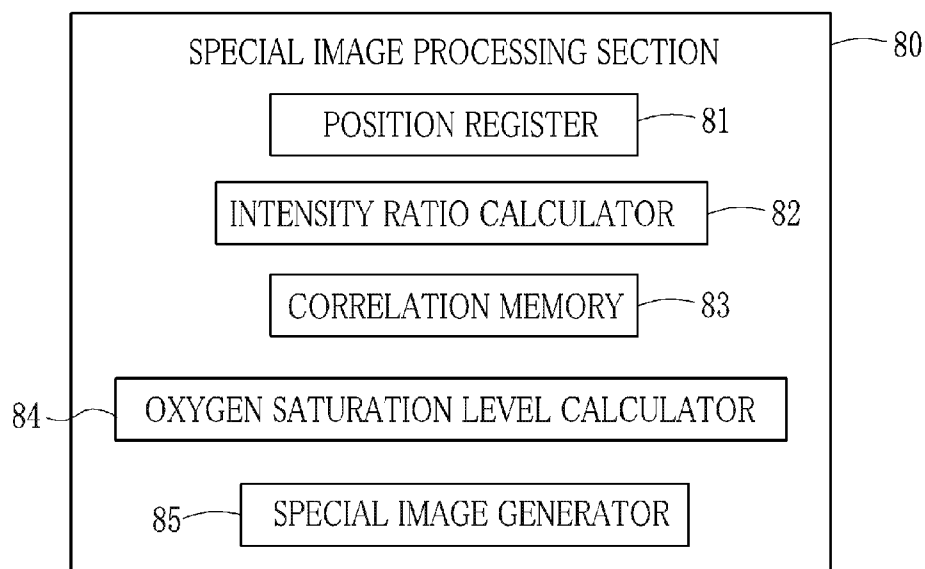 SPECIAL IMAGE PROCESSING SECTION
80
POSITION REGISTER
81
INTENSITY RATIO CALCULATOR
82
CORRELATION MEMORY
83
84
OXYGEN SATURATION LEVEL CALCULATOR
85
SPECIAL IMAGE GENERATOR